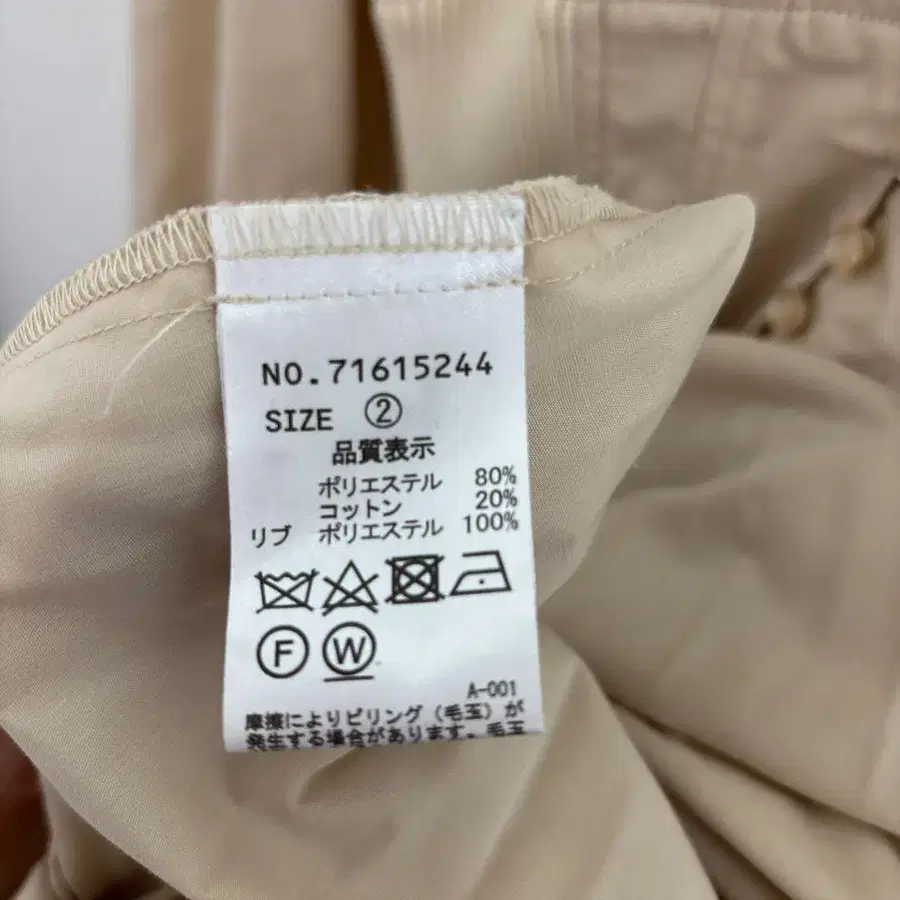 NO.71615244
SIZE ②
品質表示
ポリエステル 80%
コットン 20%
リブ ポリエステル 100%
F W
A-001
摩擦によりピリング(毛玉)が
発生する場合があります。毛玉